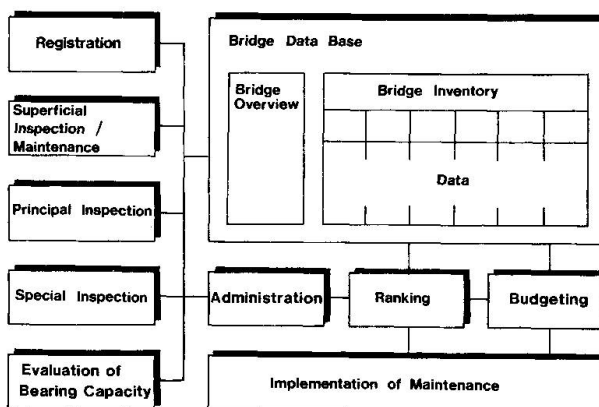 Registration
Superficial
Inspection /
Maintenance
Principal Inspection
Special Inspection
Evaluation of
Bearing Capacity
Bridge Data Base
Bridge
Overview
Bridge Inventory
Data
Administration
Ranking
Budgeting
Implementation of Maintenance